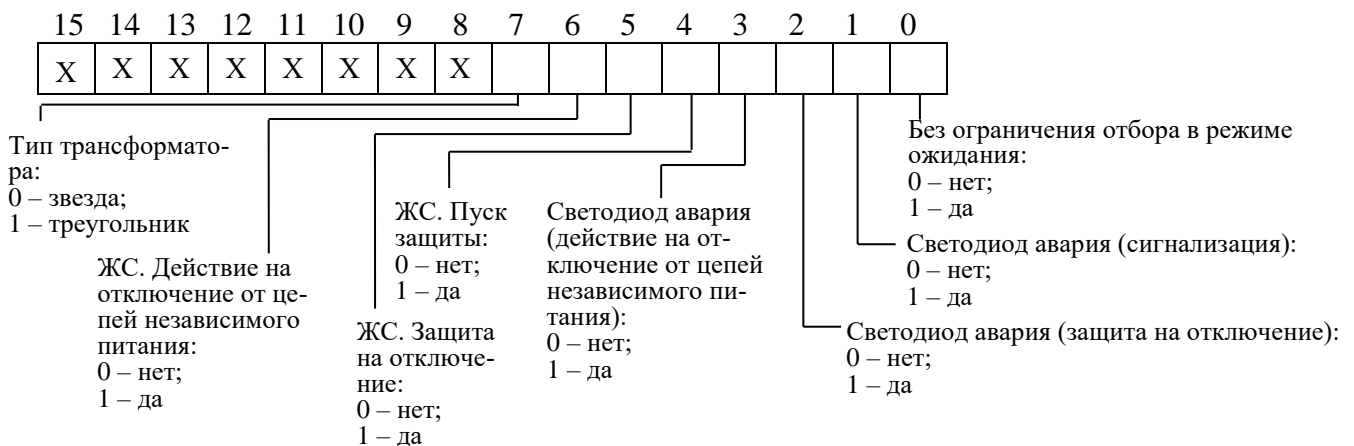 15 14 13 12 11 10 9 8 7 6 5 4 3 2 1 0
X X X X X X X X
Тип трансформато-
ра:
0 – звезда;
1 – треугольник
ЖС. Действие на
отключение от це-
пей независимого
питания:
0 – нет;
1 – да
ЖС. Защита
на отключе-
ние:
0 – нет;
1 – да
ЖС. Пуск
защиты:
0 – нет;
1 – да
Светодиод авария
(действие на от-
ключение от цепей
независимого пи-
тания):
0 – нет;
1 – да
Светодиод авария (защита на отключение):
0 – нет;
1 – да
Светодиод авария (сигнализация):
0 – нет;
1 – да
Без ограничения отбора в режиме
ожидания:
0 – нет;
1 – да